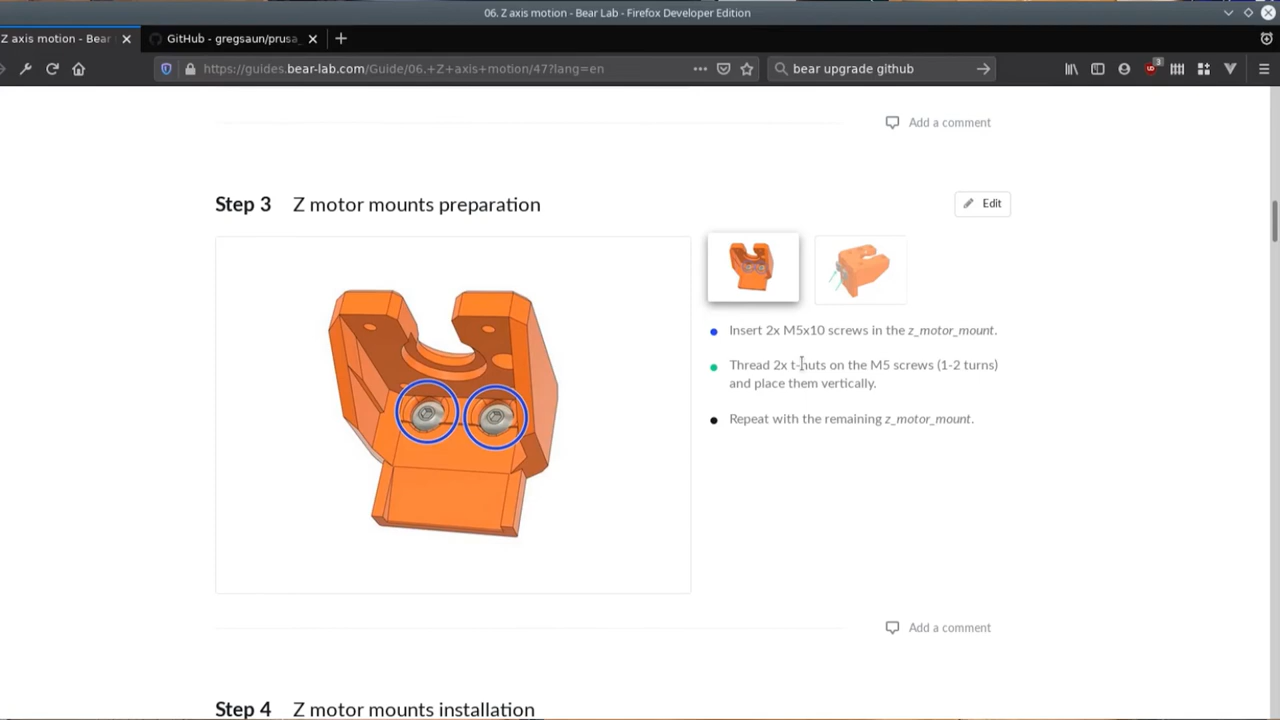 06. Z axis motion - Bear Lab - Firefox Developer Edition
Z axis motion - Bear
GitHub - gregsaun/prusa_
https://guides.bear-lab.com/Guide/06.+Z+axis+motion/47?lang=en
bear upgrade github
3
Add a comment
Step 3 Z motor mounts preparation
Edit
Insert 2x M5x10 screws in the z_motor_mount.
Thread 2x t-nuts on the M5 screws (1-2 turns)
and place them vertically.
Repeat with the remaining z_motor_mount.
Add a comment
Step 4 Z motor mounts installation